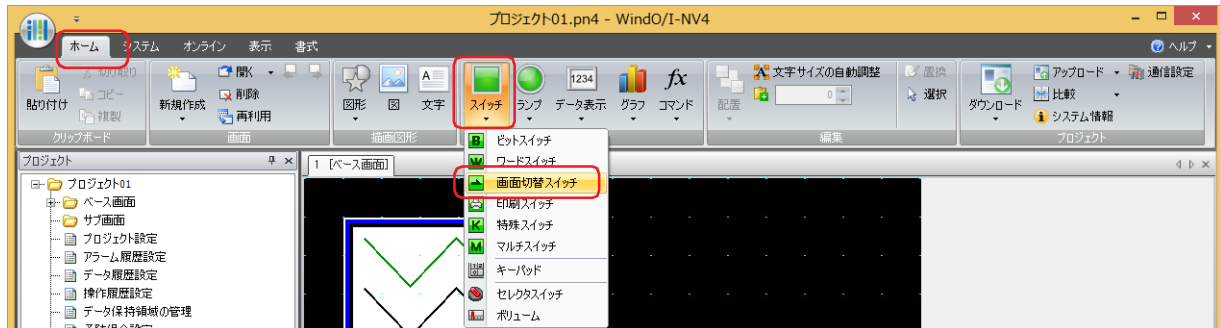 プロジェクト01.pn4 - WindO/I-NV4
ホーム システム オンライン 表示 書式 ヘルプ
切り取り
コピー
複製
貼り付け
クリップボード
新規作成
開く
削除
再利用
画面
図形 図 文字
描画図形
スイッチ ランプ データ表示 グラフ コマンド
1234
fx
配置
文字サイズの自動調整
0
置換
選択
編集
ダウンロード
アップロード
比較
システム情報
通信設定
プロジェクト
プロジェクト
プロジェクト01
ベース画面
サブ画面
プロジェクト設定
アラーム履歴設定
データ履歴設定
操作履歴設定
データ保持領域の管理
1 [ベース画面]
B ビットスイッチ
W ワードスイッチ
画面切替スイッチ
印刷スイッチ
K 特殊スイッチ
M マルチスイッチ
キーパッド
セレクタスイッチ
ボリューム